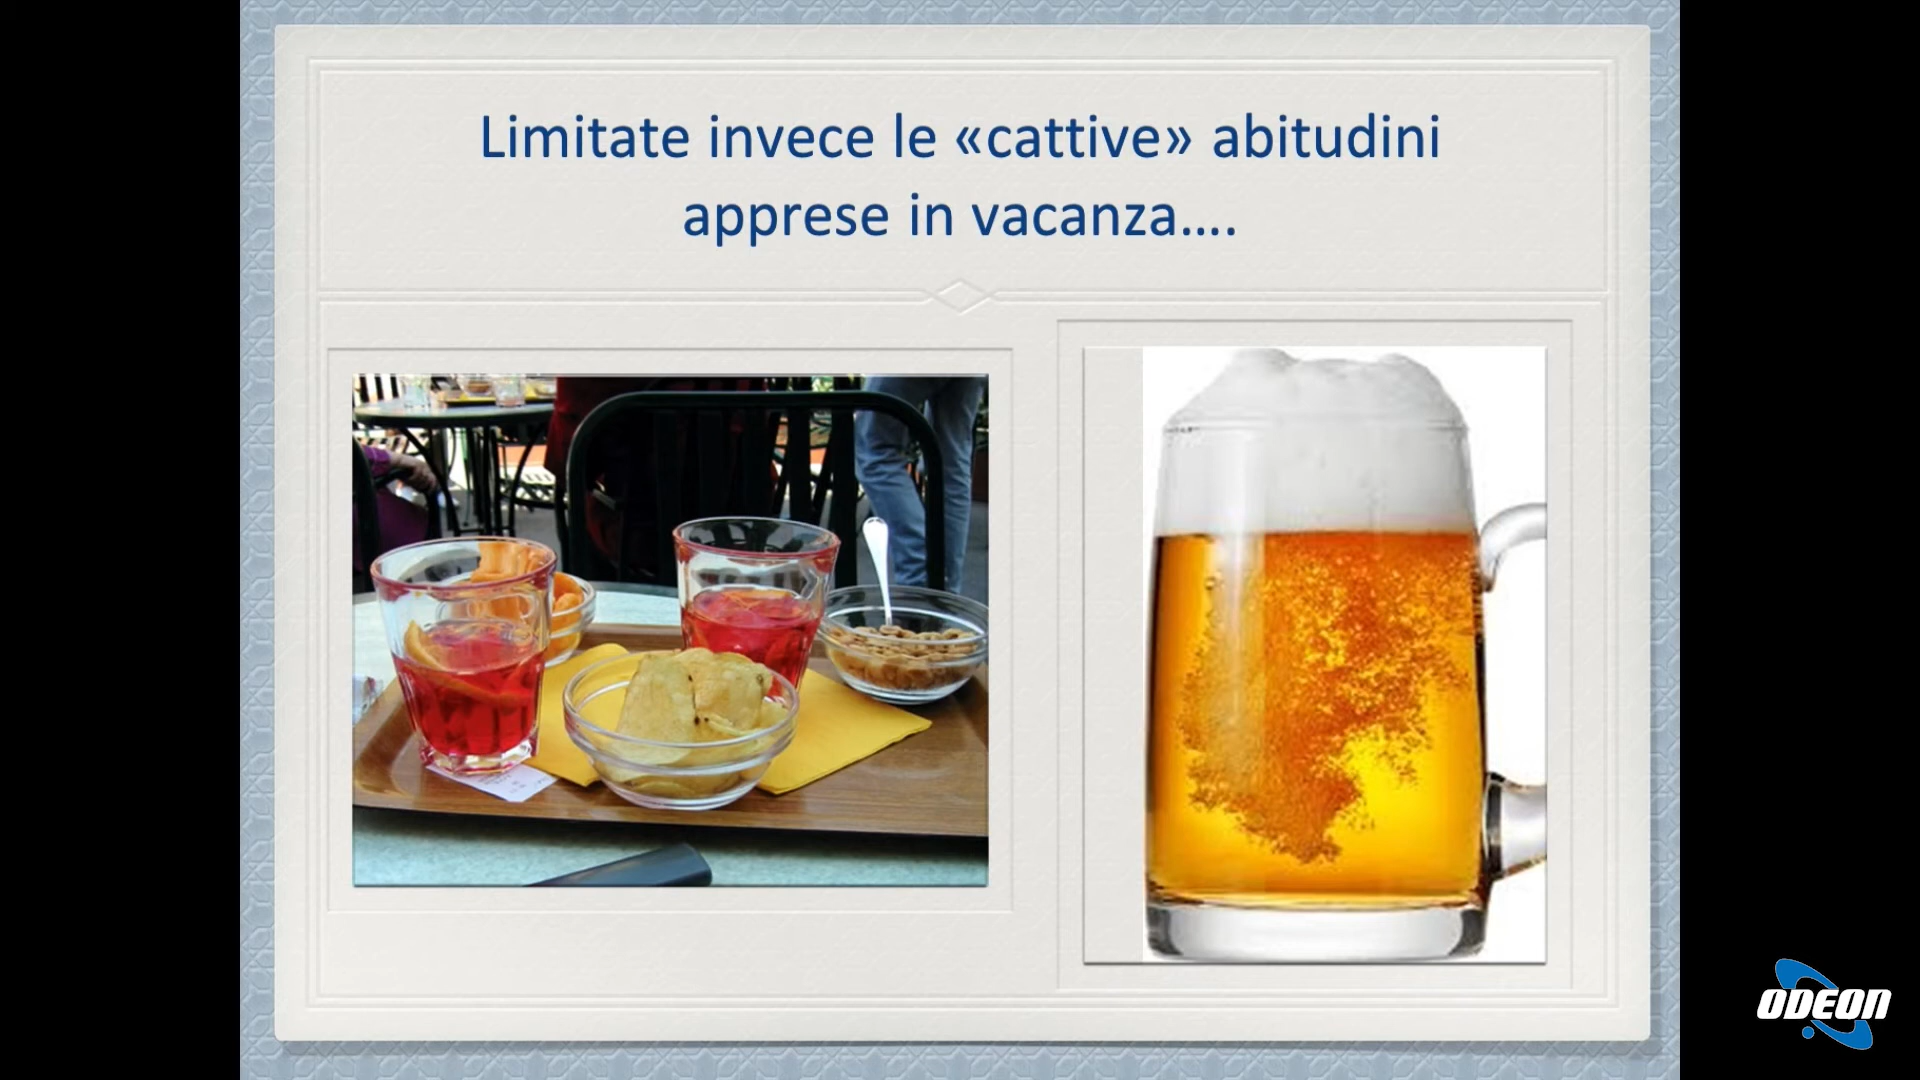 Limitate invece le «cattive» abitudini
apprese in vacanza....
ODEON